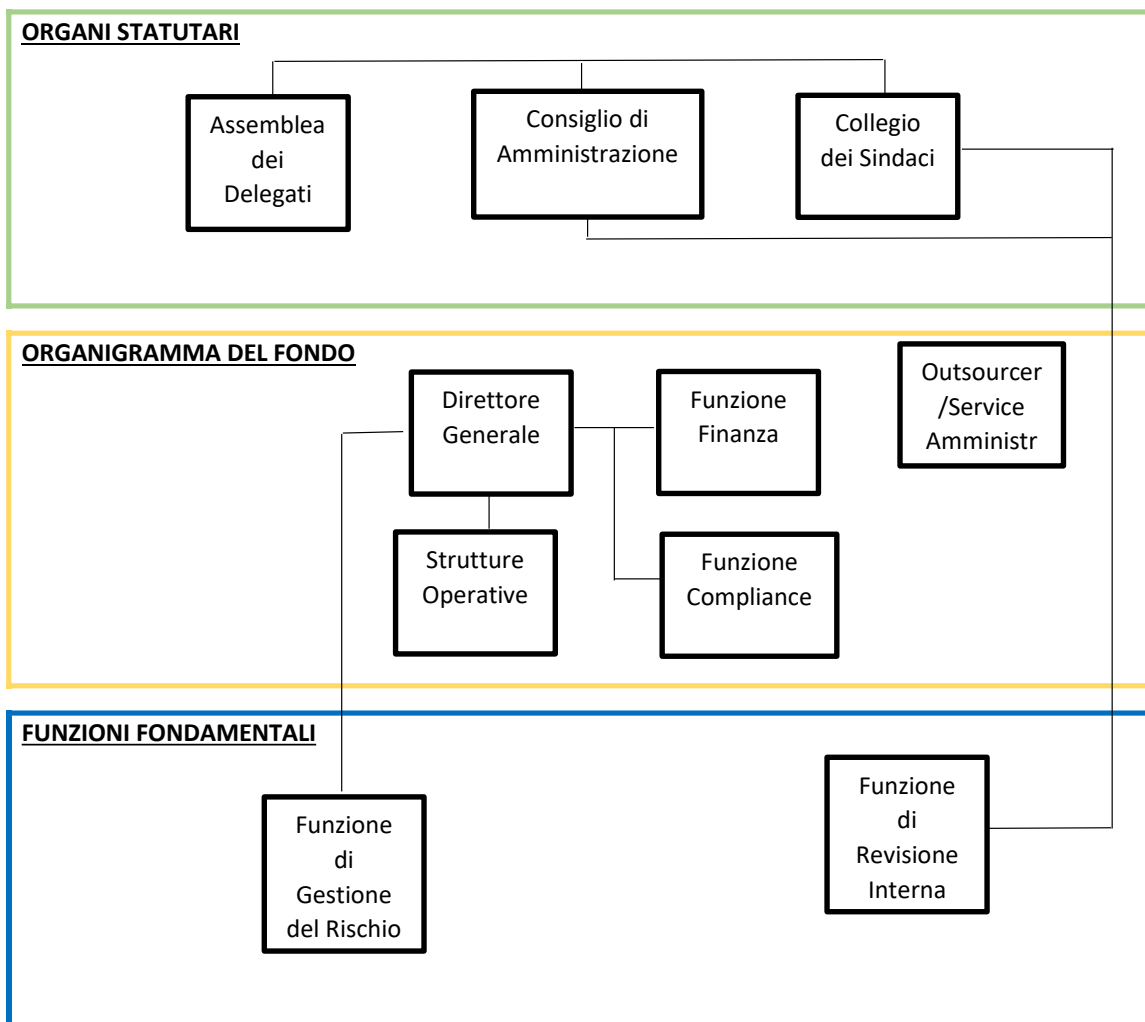 ORGANI STATUTARI
Assemblea
dei
Delegati
Consiglio di
Amministrazione
Collegio
dei Sindaci
ORGANIGRAMMA DEL FONDO
Direttore
Generale
Funzione
Finanza
Outsourcer
/Service
Amministr
Strutture
Operative
Funzione
Compliance
FUNZIONI FONDAMENTALI
Funzione
di
Gestione
del Rischio
Funzione
di
Revisione
Interna